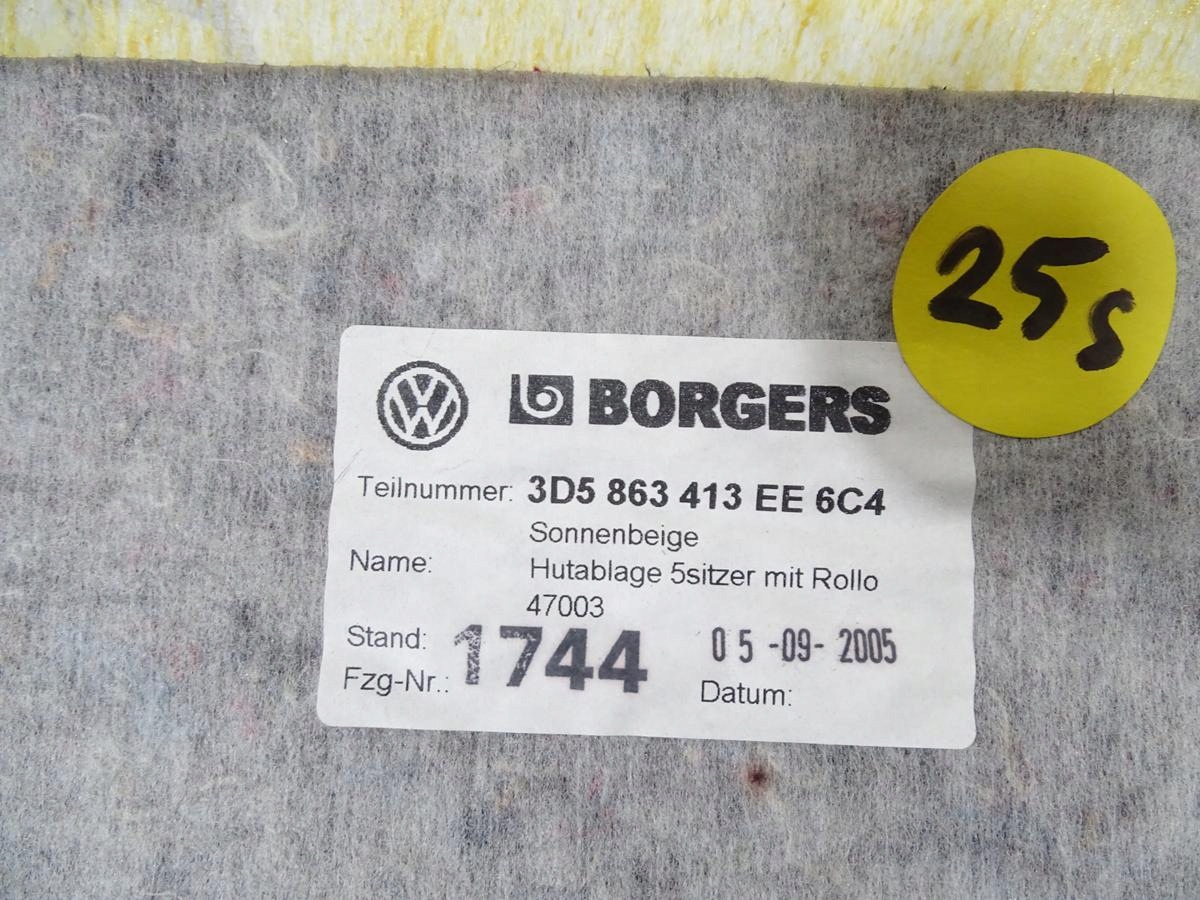 25s
VW BORGERS
Teilnummer: 3D5 863 413 EE 6C4
Sonnenbeige
Name: Hutablage 5sitzer mit Rollo
47003
Stand: 1744 05-09-2005
Fzg-Nr.: Datum: